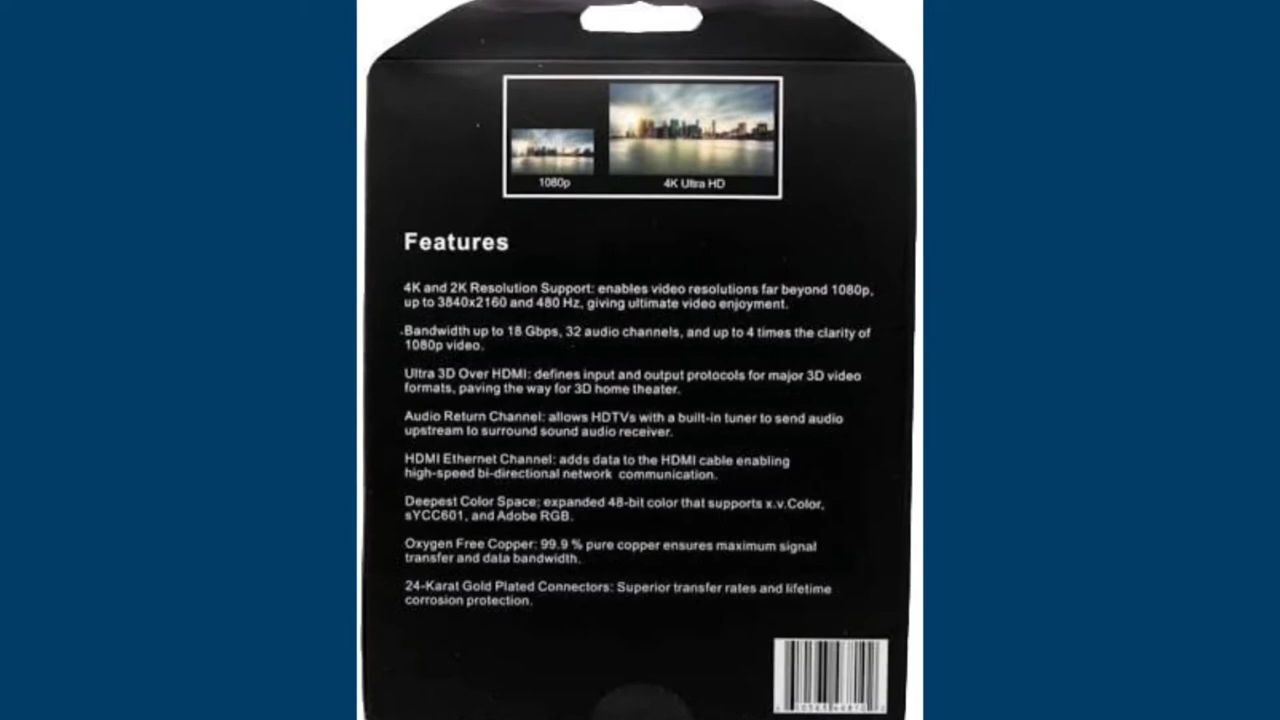 1080p 4K Ultra HD
Features
4K and 2K Resolution Support: enables video resolutions far beyond 1080p,
up to 3840x2160 and 480 Hz, giving ultimate video enjoyment.
.Bandwidth up to 18 Gbps, 32 audio channels, and up to 4 times the clarity of
1080p video.
Ultra 3D Over HDMI: defines input and output protocols for major 3D video
formats, paving the way for 3D home theater.
Audio Return Channel: allows HDTVs with a built-in tuner to send audio
upstream to surround sound audio receiver.
HDMI Ethernet Channel: adds data to the HDMI cable enabling
high-speed bi-directional network communication.
Deepest Color Space: expanded 48-bit color that supports x.v.Color,
sYCC601, and Adobe RGB.
Oxygen Free Copper: 99.9 % pure copper ensures maximum signal
transfer and data bandwidth.
24-Karat Gold Plated Connectors: Superior transfer rates and lifetime
corrosion protection.